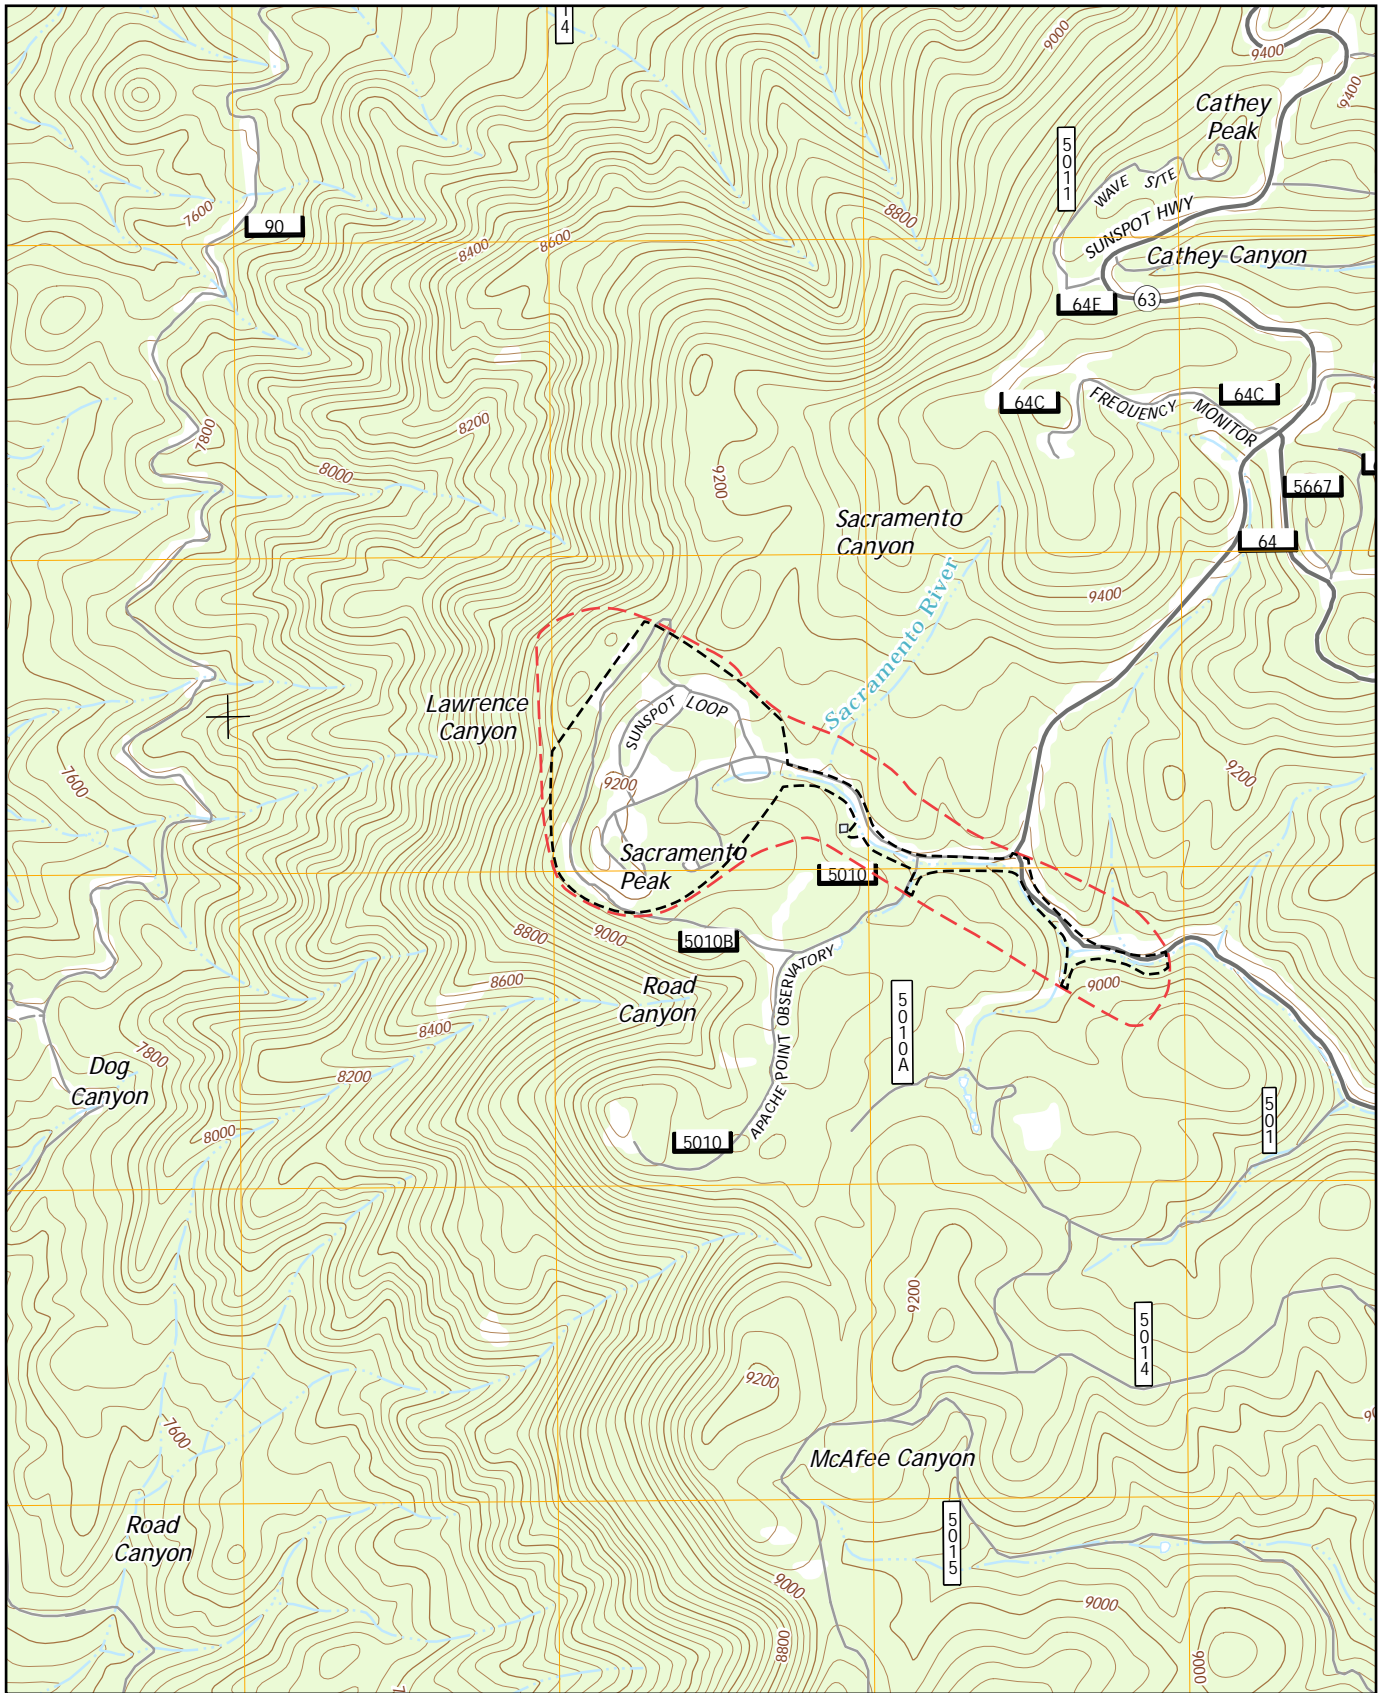 14
9000
9400
9400
Cathey
Peak
5011
WAVE SITE
SUNSPOT HWY
7600
90
8400
8600
8800
Cathey Canyon
64E
63
64C
64C
FREQUENCY MONITOR
7800
8200
8000
9200
5667
Sacramento
Canyon
64
9400
Sacramento River
Lawrence
Canyon
SUNSPOT LOOP
7600
9200
9200
Sacramento
Peak
5010
8800
9000
5010B
APACHE POINT OBSERVATORY
8600
Road
Canyon
9000
5010A
8400
7800
Dog
Canyon
8200
8000
5010
501
9200
5014
9200
7600
McAfee Canyon
Road
Canyon
5015
9000
9000
8800
9000